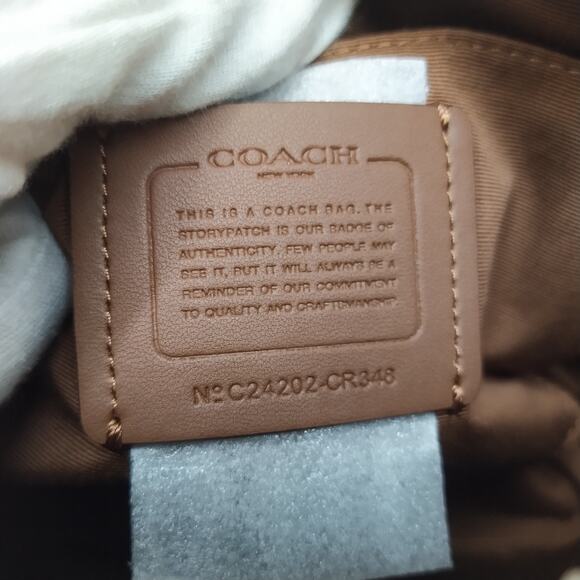 COACH
NEW YORK
THIS IS A COACH BAG. THE
STORYPATCH IS OUR BADGE OF
AUTHENTICITY. FEW PEOPLE MAY
SEE IT, BUT IT WILL ALWAYS BE A
REMINDER OF OUR COMMITMENT
TO QUALITY AND CRAFTSMANSHIP.
Nº C24202-CR348